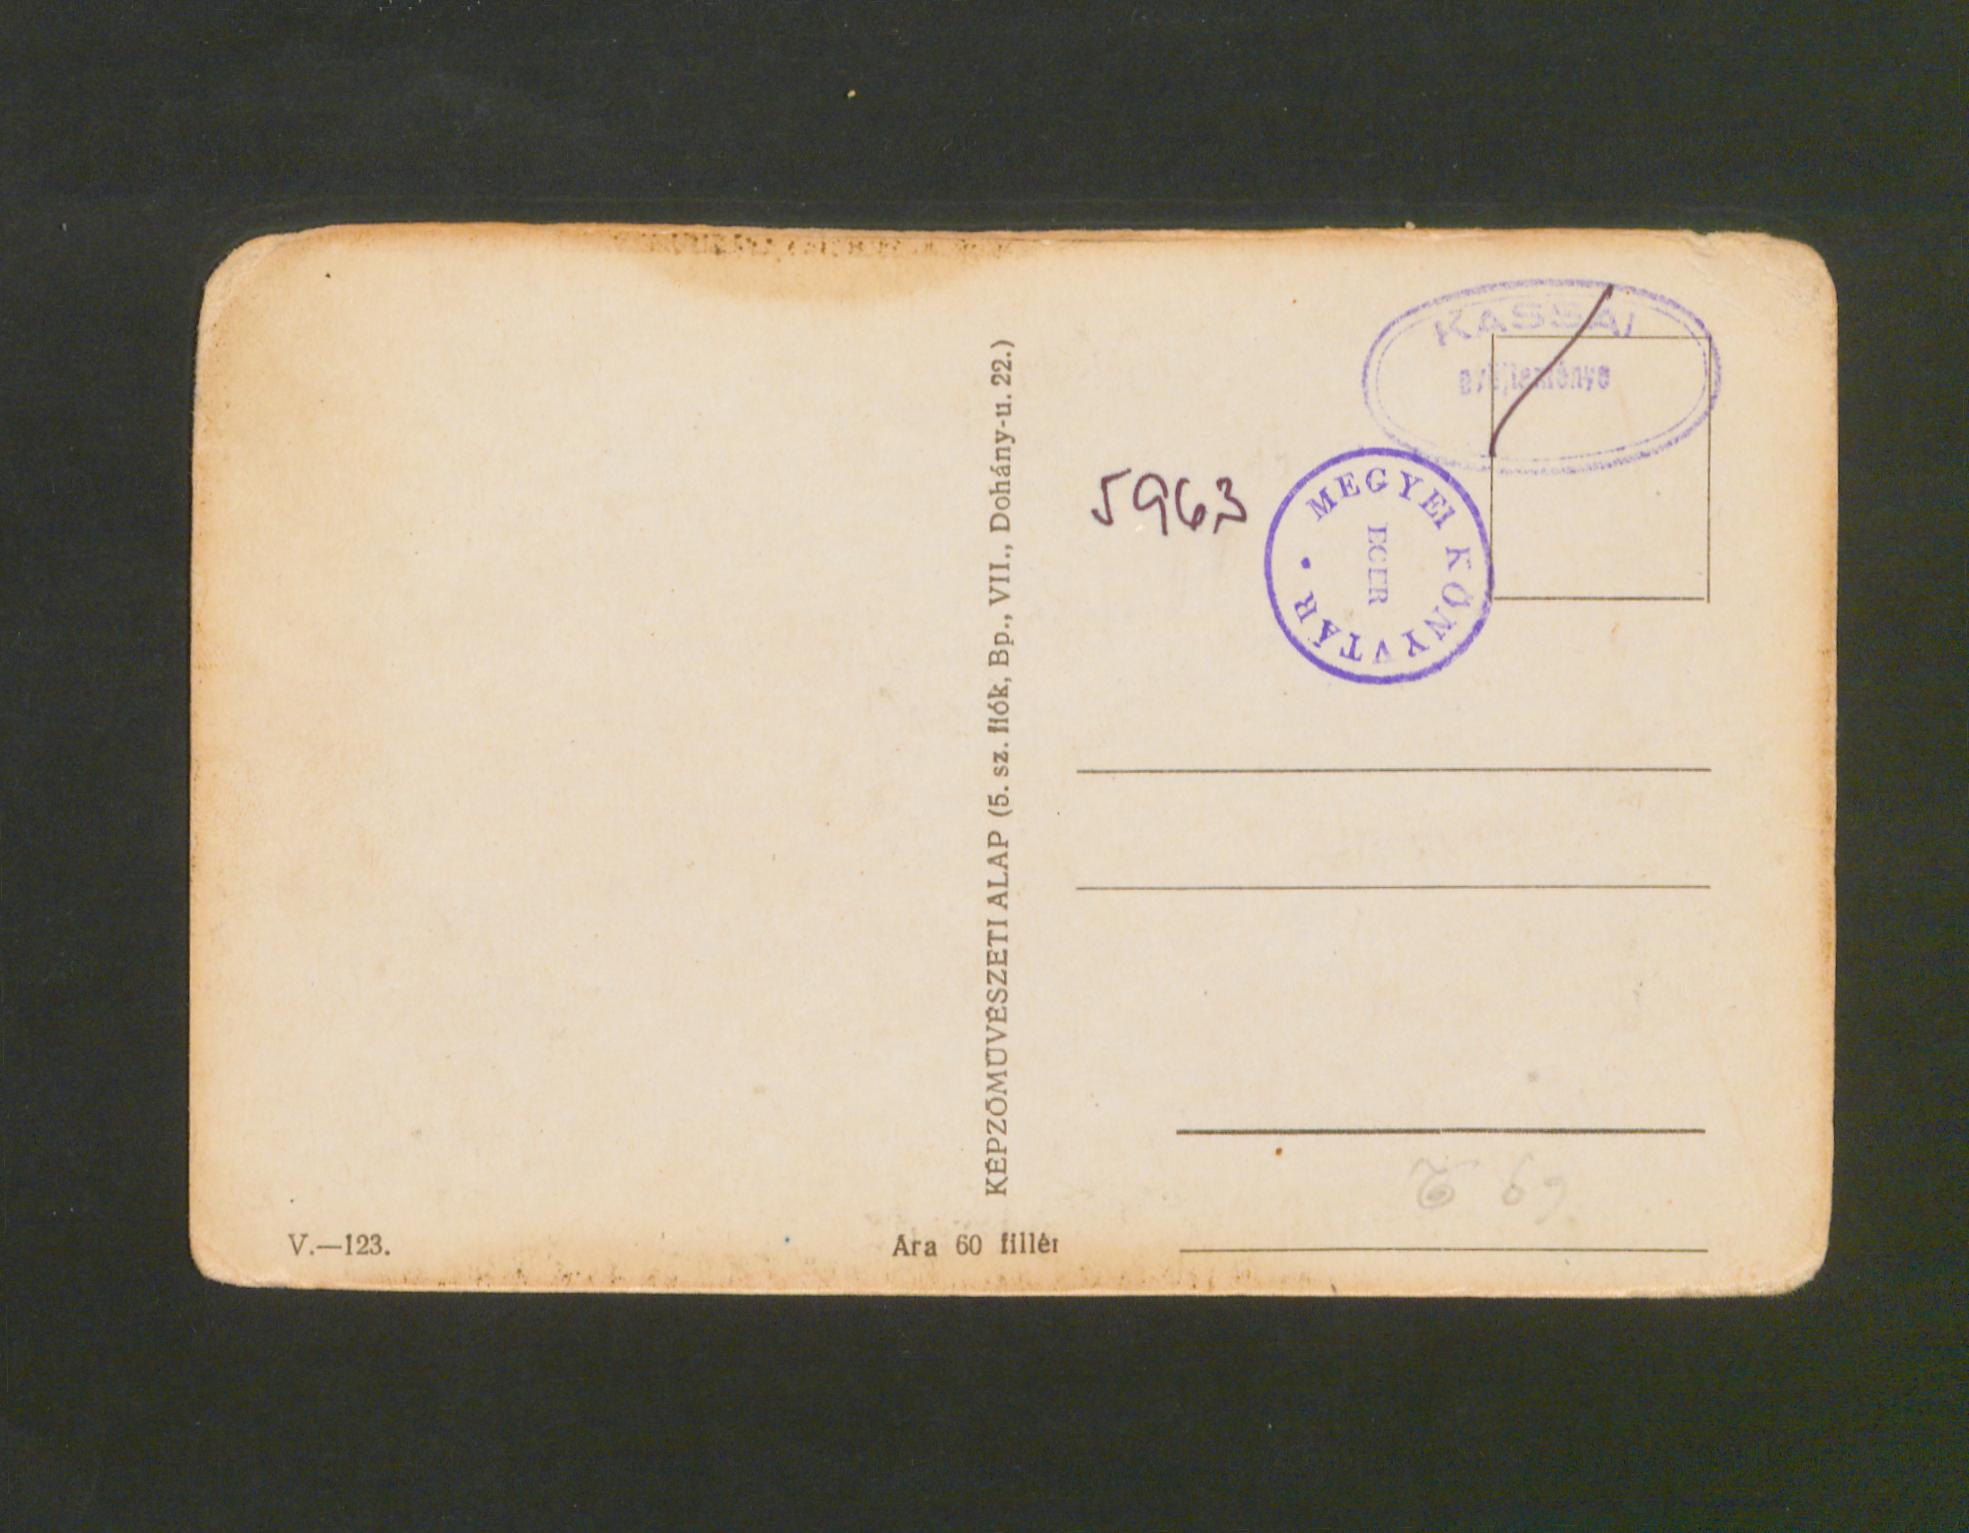 KASSAI
gyűjteménye
5963
MEGYEI KÖNYVTÁR
EGER
KÉPZŐMŰVÉSZETI ALAP (5. sz. fiók, Bp., VII., Dohány-u. 22.)
V.—123.
Ára 60 fillér